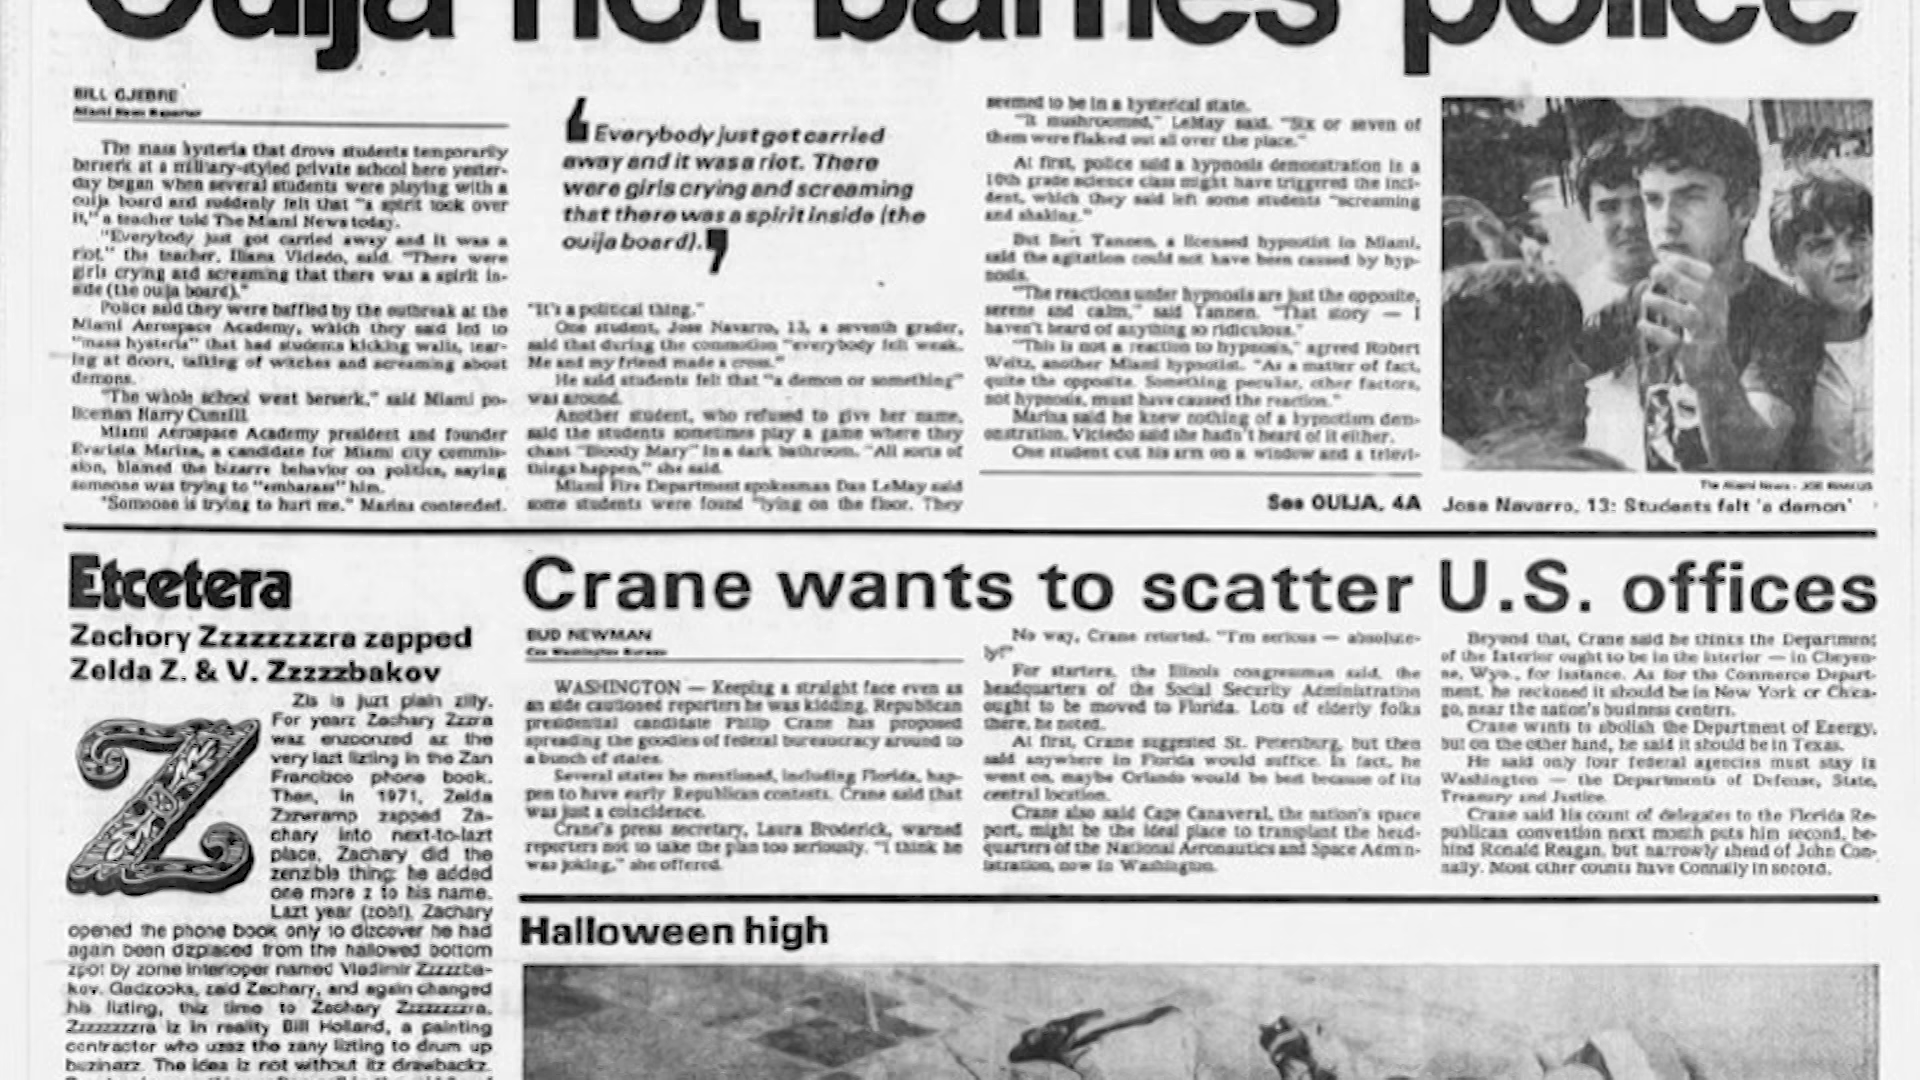 Ouija riot baffles police
BILL GJEBRE
Miami News Reporter
The mass hysteria that drove students temporarily
berserk at a military-styled private school here yester-
day began when several students were playing with a
ouija board and suddenly felt that "a spirit took over
it," a teacher told The Miami News today.
"Everybody just got carried away and it was a
riot," the teacher, Iliana Viciedo, said. "There were
girls crying and screaming that there was a spirit in-
side (the ouija board)."
Police said they were baffled by the outbreak at the
Miami Aerospace Academy, which they said led to
"mass hysteria" that had students kicking walls, tear-
ing at doors, talking of witches and screaming about
demons.
"The whole school went berserk," said Miami po-
liceman Harry Cunzill
Miami Aerospace Academy president and founder
Evarista Marina, a candidate for Miami city commis-
sion, blamed the bizarre behavior on politics, saying
someone was trying to "embarass" him.
"Someone is trying to hurt me," Marina contended.
‘Everybody just got carried
away and it was a riot. There
were girls crying and screaming
that there was a spirit inside (the
ouija board).’
"It's a political thing."
One student, Jose Navarro, 13, a seventh grader,
said that during the commotion "everybody felt weak.
Me and my friend made a cross."
He said students felt that "a demon or something"
was around.
Another student, who refused to give her name,
said the students sometimes play a game where they
chant "Bloody Mary" in a dark bathroom. "All sorts of
things happen," she said.
Miami Fire Department spokesman Dan LeMay said
some students were found "lying on the floor. They
seemed to be in a hysterical state.
"It mushroomed," LeMay said. "Six or seven of
them were flaked out all over the place."
At first, police said a hypnosis demonstration in a
10th grade science class might have triggered the inci-
dent, which they said left some students "screaming
and shaking."
But Bert Tannen, a licensed hypnotist in Miami,
said the agitation could not have been caused by hyp-
nosis.
"The reactions under hypnosis are just the opposite,
serene and calm," said Tannen. "That story — I
haven't heard of anything so ridiculous."
"This is not a reaction to hypnosis," agreed Robert
Weitz, another Miami hypnotist. "As a matter of fact,
quite the opposite. Something peculiar, other factors,
not hypnosis, must have caused the reaction."
Marina said he knew nothing of a hypnotism dem-
onstration. Viciedo said she hadn't heard of it either.
One student cut his arm on a window and a televi-
See OUIJA, 4A
The Miami News - JOE RIMKUS
Jose Navarro, 13: Students felt 'a demon'
Etcetera
Zachory Zzzzzzzzra zapped
Zelda Z. & V. Zzzzzbakov
Z
Zis is juzt plain zilly.
For yearz Zachary Zzzra
waz enzconzed az the
very lazt lizting in the Zan
Francizco phone book.
Then, in 1971, Zelda
Zzzwramp zapped Za-
chary into next-to-lazt
place. Zachary did the
zenzible thing: he added
one more z to hiz name.
Lazt year (zoot!), Zachary
opened the phone book only to dizcover he had
again been dizplaced from the hallowed bottom
zpot by zome interloper named Vladimir Zzzzzba-
kov. Gadzooks, zaid Zachary, and again changed
hiz lizting, thiz time to Zachary Zzzzzzzzra.
Zzzzzzzzra iz in reality Bill Holland, a painting
contractor who uzez the zany lizting to drum up
buzinezz. The idea iz not without itz drawbackz.
Crane wants to scatter U.S. offices
BUD NEWMAN
Cox Washington Bureau
WASHINGTON — Keeping a straight face even as
an aide cautioned reporters he was kidding, Republican
presidential candidate Philip Crane has proposed
spreading the goodies of federal bureaucracy around to
a bunch of states.
Several states he mentioned, including Florida, hap-
pen to have early Republican contests. Crane said that
was just a coincidence.
Crane's press secretary, Laura Broderick, warned
reporters not to take the plan too seriously. "I think he
was joking," she offered.
No way, Crane retorted. "I'm serious — absolute-
ly!"
For starters, the Illinois congressman said, the
headquarters of the Social Security Administration
ought to be moved to Florida. Lots of elderly folks
there, he noted.
At first, Crane suggested St. Petersburg, but then
said anywhere in Florida would suffice. In fact, he
went on, maybe Orlando would be best because of its
central location.
Crane also said Cape Canaveral, the nation's space
port, might be the ideal place to transplant the head-
quarters of the National Aeronautics and Space Admin-
istration, now in Washington.
Beyond that, Crane said he thinks the Department
of the Interior ought to be in the interior — in Cheyen-
ne, Wyo., for instance. As for the Commerce Depart-
ment, he reckoned it should be in New York or Chica-
go, near the nation's business centers.
Crane wants to abolish the Department of Energy,
but on the other hand, he said it should be in Texas.
He said only four federal agencies must stay in
Washington — the Departments of Defense, State,
Treasury and Justice.
Crane said his count of delegates to the Florida Re-
publican convention next month puts him second, be-
hind Ronald Reagan, but narrowly ahead of John Con-
nally. Most other counts have Connally in second.
Halloween high